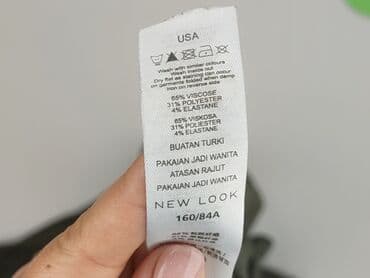 USA
Wash with similar colours
Wash inside out
Dry flat as staining can occur
on garments folded when damp
iron on reverse side
65% VISCOSE
31% POLYESTER
4% ELASTANE
65% VISKOSA
31% POLIESTER
4% ELASTANE
BUATAN TURKI
PAKAIAN JADI WANITA
ATASAN RAJUT
PAKAIAN JADI WANITA
NEW LOOK
160/84A